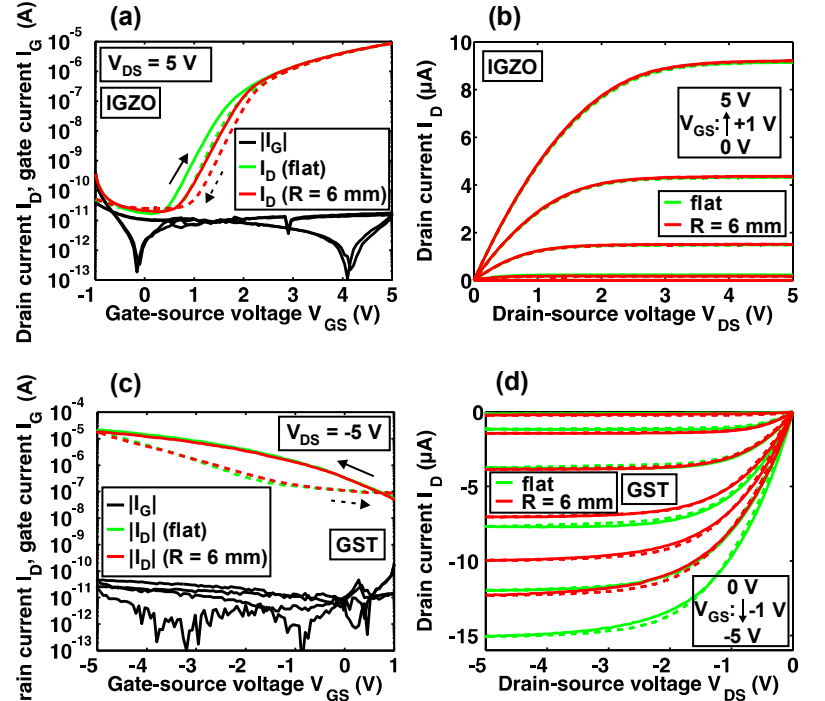 (a)
Drain current I_D, gate current I_G (A)
10^-5
10^-6
10^-7
10^-8
10^-9
10^-10
10^-11
10^-12
10^-13
V_DS = 5 V
IGZO
|I_G|
I_D (flat)
I_D (R = 6 mm)
-1 0 1 2 3 4 5
Gate-source voltage V_GS (V)
(b)
Drain current I_D (µA)
10
8
6
4
2
0
IGZO
5 V
V_GS: ↑ +1 V
0 V
flat
R = 6 mm
0 1 2 3 4 5
Drain-source voltage V_DS (V)
(c)
rain current I_D, gate current I_G (A)
10^-4
10^-5
10^-6
10^-7
10^-8
10^-9
10^-10
10^-11
10^-12
10^-13
V_DS = -5 V
|I_G|
|I_D| (flat)
|I_D| (R = 6 mm)
GST
-5 -4 -3 -2 -1 0 1
Gate-source voltage V_GS (V)
(d)
Drain current I_D (µA)
0
-5
-10
-15
flat
R = 6 mm
GST
0 V
V_GS: ↓ -1 V
-5 V
-5 -4 -3 -2 -1 0
Drain-source voltage V_DS (V)